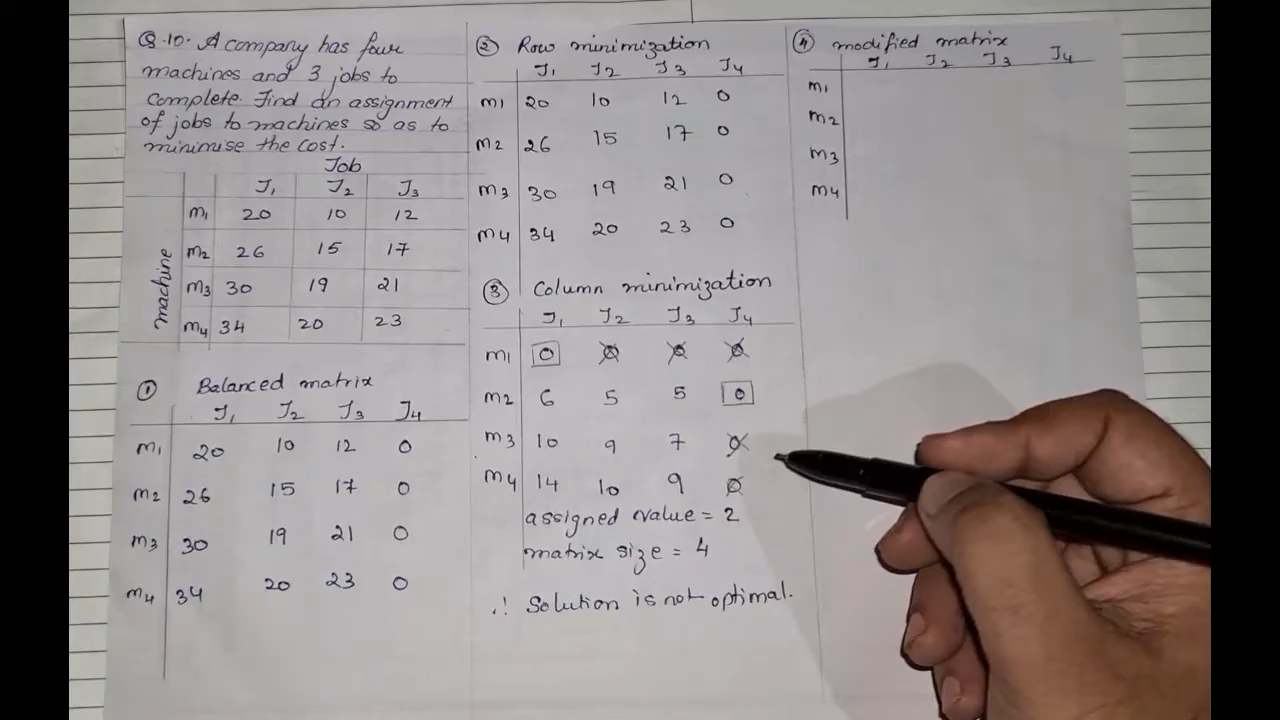 Q.10. A company has four
machines and 3 jobs to
complete. Find an assignment
of jobs to machines so as to
minimise the cost.
Job
J1 J2 J3
machine
M1 20 10 12
M2 26 15 17
M3 30 19 21
M4 34 20 23
① Balanced matrix
J1 J2 J3 J4
M1 20 10 12 0
M2 26 15 17 0
M3 30 19 21 0
M4 34 20 23 0
② Row minimization
J1 J2 J3 J4
M1 20 10 12 0
M2 26 15 17 0
M3 30 19 21 0
M4 34 20 23 0
③ Column minimization
J1 J2 J3 J4
M1 0 0 0 0
M2 6 5 5 0
M3 10 9 7 0
M4 14 10 9 0
assigned value = 2
matrix size = 4
∴ Solution is not optimal.
④ modified matrix
J1 J2 J3 J4
M1
M2
M3
M4